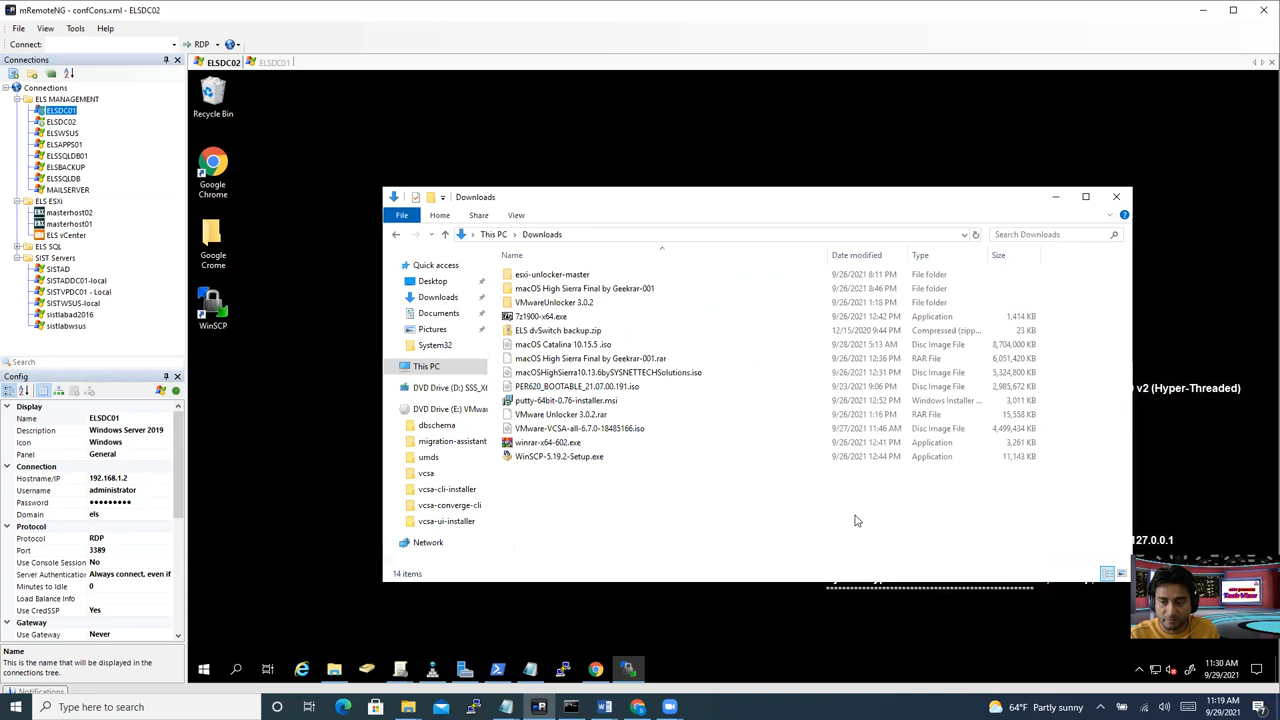 mRemoteNG - confCons.xml - ELSDC02
File View Tools Help
Connect: RDP
Connections
ELSDC02 ELSDC01
Connections
ELS MANAGEMENT
ELSDC01
ELSDC02
ELSWSUS
ELSAPPS01
ELSSQLDB01
ELSBACKUP
ELSSQLDB
MAILSERVER
ELS ESXi
masterhost02
masterhost01
ELS vCenter
ELS SQL
SIST Servers
SISTAD
SISTADDC01-local
SISTVPDC01 - Local
SISTWSUS-local
sistlabad2016
sistlabwsus
Search
Config
Display
Name ELSDC01
Description Windows Server 2019
Icon Windows
Panel General
Connection
Hostname/IP 192.168.1.2
Username administrator
Password ●●●●●●●●●
Domain els
Protocol
Protocol RDP
Port 3389
Use Console Session No
Server Authentication Always connect, even if
Minutes to Idle 0
Load Balance Info
Use CredSSP Yes
Gateway
Use Gateway Never
Name
This is the name that will be displayed in the
connections tree.
Notifications
Recycle Bin
Google
Chrome
Google
Crome
WinSCP
Downloads
File Home Share View
This PC Downloads
Search Downloads
Name Date modified Type Size
Quick access
Desktop
Downloads
Documents
Pictures
System32
This PC
DVD Drive (D:) SSS_X6
DVD Drive (E:) VMwar
dbschema
migration-assistant
umds
vcsa
vcsa-cli-installer
vcsa-converge-cli
vcsa-ui-installer
Network
esxi-unlocker-master 9/26/2021 8:11 PM File folder
macOS High Sierra Final by Geekrar-001 9/26/2021 8:46 PM File folder
VMwareUnlocker 3.0.2 9/26/2021 1:18 PM File folder
7z1900-x64.exe 9/26/2021 12:42 PM Application 1,414 KB
ELS dvSwitch backup.zip 12/15/2020 9:44 PM Compressed (zipp... 23 KB
macOS Catalina 10.15.5 .iso 9/28/2021 5:13 AM Disc Image File 8,704,000 KB
macOS High Sierra Final by Geekrar-001.rar 9/26/2021 12:36 PM RAR File 6,051,420 KB
macOSHighSierra10.13.6bySYSNETTECHSolutions.iso 9/26/2021 12:36 PM Disc Image File 5,324,800 KB
PER620_BOOTABLE_21.07.00.191.iso 9/23/2021 9:06 PM Disc Image File 2,985,672 KB
putty-64bit-0.76-installer.msi 9/26/2021 12:52 PM Windows Installer ... 3,011 KB
VMware Unlocker 3.0.2.rar 9/26/2021 1:16 PM RAR File 15,558 KB
VMware-VCSA-all-6.7.0-18485166.iso 9/27/2021 11:46 AM Disc Image File 4,499,434 KB
winrar-x64-602.exe 9/26/2021 12:41 PM Application 3,261 KB
WinSCP-5.19.2-Setup.exe 9/26/2021 12:44 PM Application 11,143 KB
14 items
v2 (Hyper-Threaded)
127.0.0.1
****************************************************
11:30 AM
9/29/2021
Type here to search
64°F Partly sunny
11:19 AM
9/29/2021